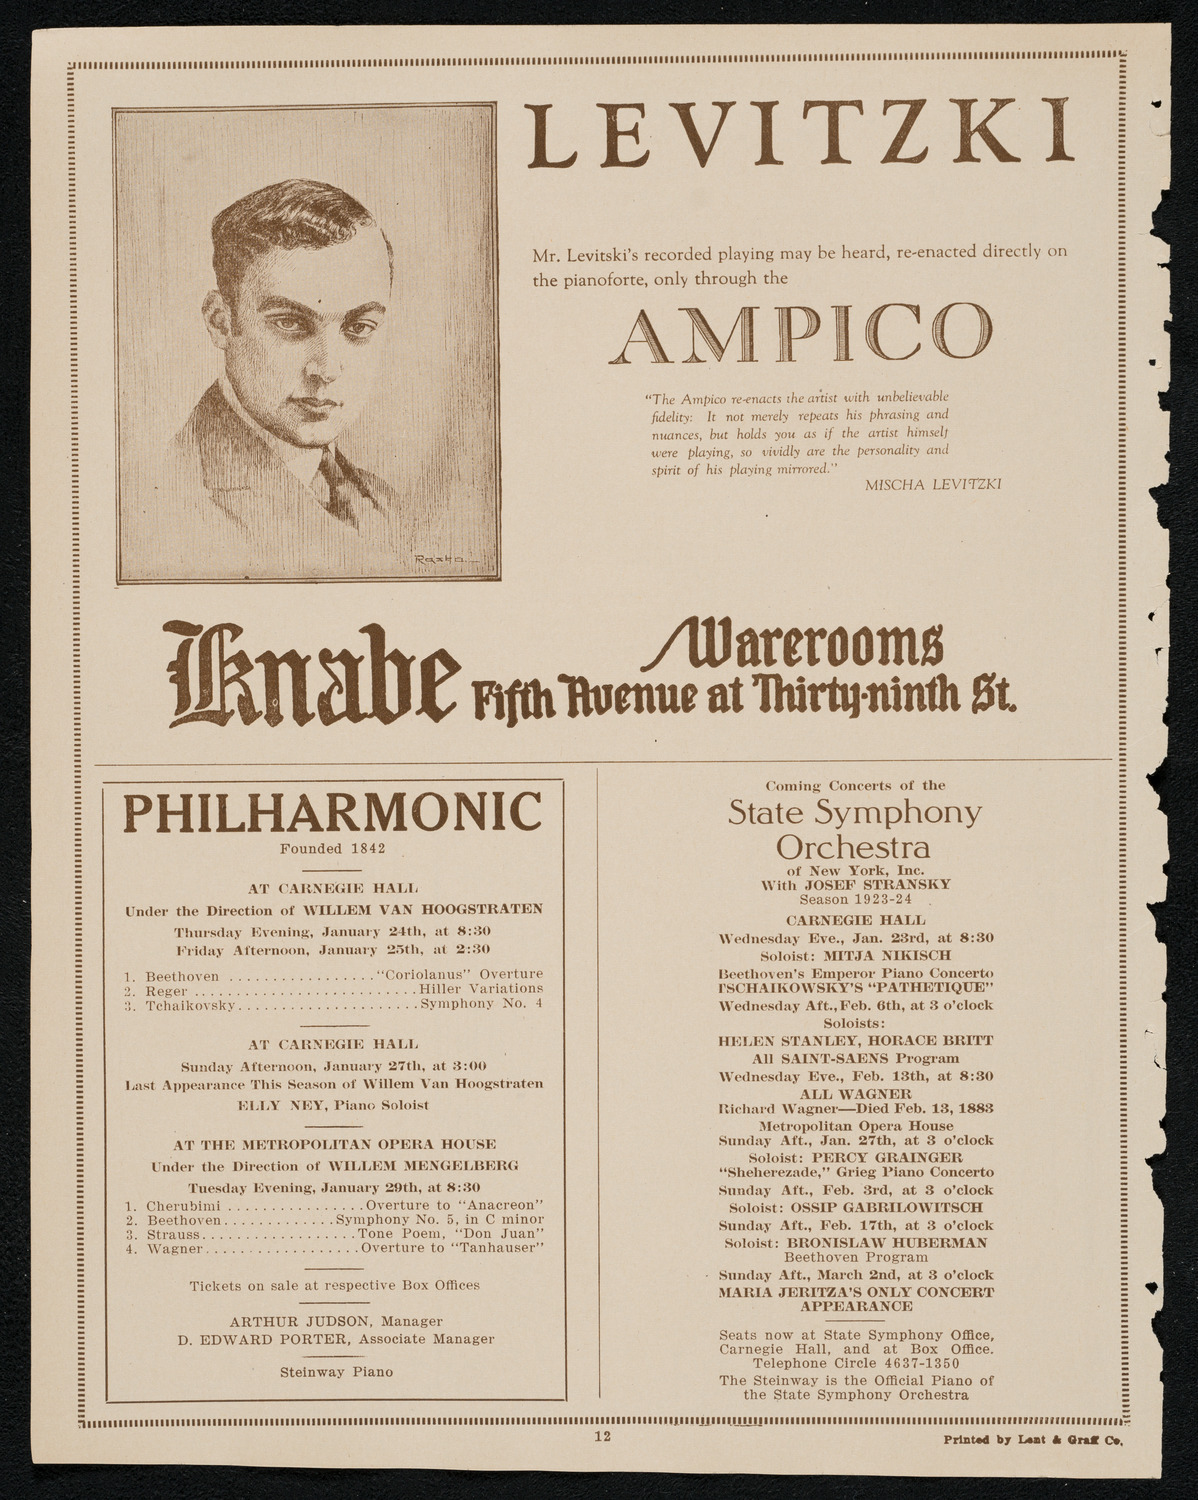 LEVITZKI
Mr. Levitski's recorded playing may be heard, re-enacted directly on
the pianoforte, only through the
AMPICO
"The Ampico re-enacts the artist with unbelievable
fidelity: It not merely repeats his phrasing and
nuances, but holds you as if the artist himself
were playing, so vividly are the personality and
spirit of his playing mirrored."
MISCHA LEVITZKI
Rasko
Knabe Warerooms
Fifth Avenue at Thirty-ninth St.
PHILHARMONIC
Founded 1842
AT CARNEGIE HALL
Under the Direction of WILLEM VAN HOOGSTRATEN
Thursday Evening, January 24th, at 8:30
Friday Afternoon, January 25th, at 2:30
1. Beethoven ................."Coriolanus" Overture
2. Reger ..........................Hiller Variations
3. Tchaikovsky.....................Symphony No. 4
AT CARNEGIE HALL
Sunday Afternoon, January 27th, at 3:00
Last Appearance This Season of Willem Van Hoogstraten
ELLY NEY, Piano Soloist
AT THE METROPOLITAN OPERA HOUSE
Under the Direction of WILLEM MENGELBERG
Tuesday Evening, January 29th, at 8:30
1. Cherubimi ................Overture to "Anacreon"
2. Beethoven.............Symphony No. 5, in C minor
3. Strauss..................Tone Poem, "Don Juan"
4. Wagner..................Overture to "Tanhauser"
Tickets on sale at respective Box Offices
ARTHUR JUDSON, Manager
D. EDWARD PORTER, Associate Manager
Steinway Piano
Coming Concerts of the
State Symphony
Orchestra
of New York, Inc.
With JOSEF STRANSKY
Season 1923-24
CARNEGIE HALL
Wednesday Eve., Jan. 23rd, at 8:30
Soloist: MITJA NIKISCH
Beethoven's Emperor Piano Concerto
TSCHAIKOWSKY'S "PATHETIQUE"
Wednesday Aft., Feb. 6th, at 3 o'clock
Soloists:
HELEN STANLEY, HORACE BRITT
All SAINT-SAENS Program
Wednesday Eve., Feb. 13th, at 8:30
ALL WAGNER
Richard Wagner—Died Feb. 13, 1883
Metropolitan Opera House
Sunday Aft., Jan. 27th, at 3 o'clock
Soloist: PERCY GRAINGER
"Sheherezade," Grieg Piano Concerto
Sunday Aft., Feb. 3rd, at 3 o'clock
Soloist: OSSIP GABRILOWITSCH
Sunday Aft., Feb. 17th, at 3 o'clock
Soloist: BRONISLAW HUBERMAN
Beethoven Program
Sunday Aft., March 2nd, at 3 o'clock
MARIA JERITZA'S ONLY CONCERT
APPEARANCE
Seats now at State Symphony Office,
Carnegie Hall, and at Box Office.
Telephone Circle 4637-1350
The Steinway is the Official Piano of
the State Symphony Orchestra
12
Printed by Lent & Graff Co.